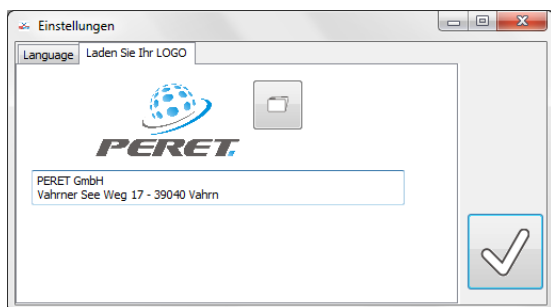 Einstellungen
Language
Laden Sie Ihr LOGO
PERET.
PERET GmbH
Vahrner See Weg 17 - 39040 Vahrn